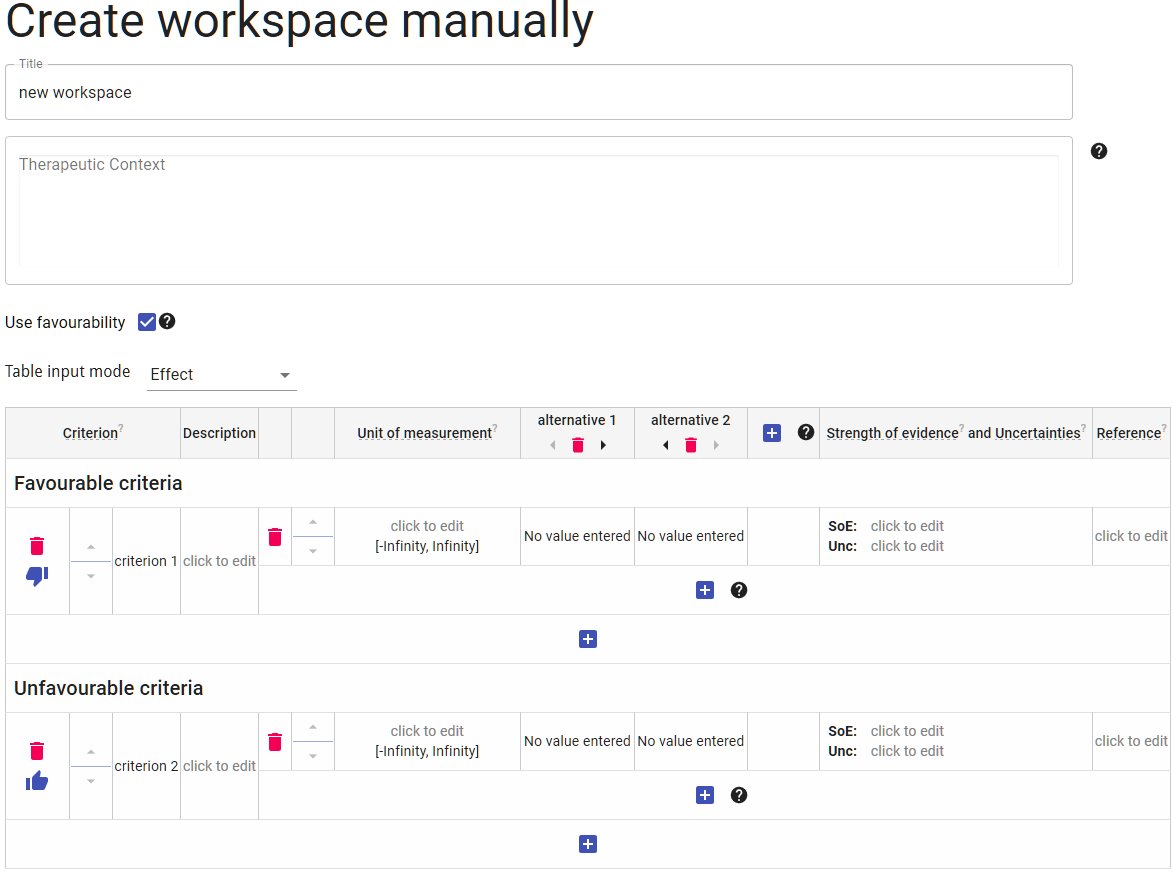 Create workspace manually
Title
new workspace
Therapeutic Context
?
Use favourability ?
Table input mode Effect
Criterion? Description Unit of measurement? alternative 1 alternative 2 ? Strength of evidence? and Uncertainties? Reference?
Favourable criteria
criterion 1 click to edit click to edit [-Infinity, Infinity] No value entered No value entered SoE: click to edit Unc: click to edit click to edit
?
Unfavourable criteria
criterion 2 click to edit click to edit [-Infinity, Infinity] No value entered No value entered SoE: click to edit Unc: click to edit click to edit
?